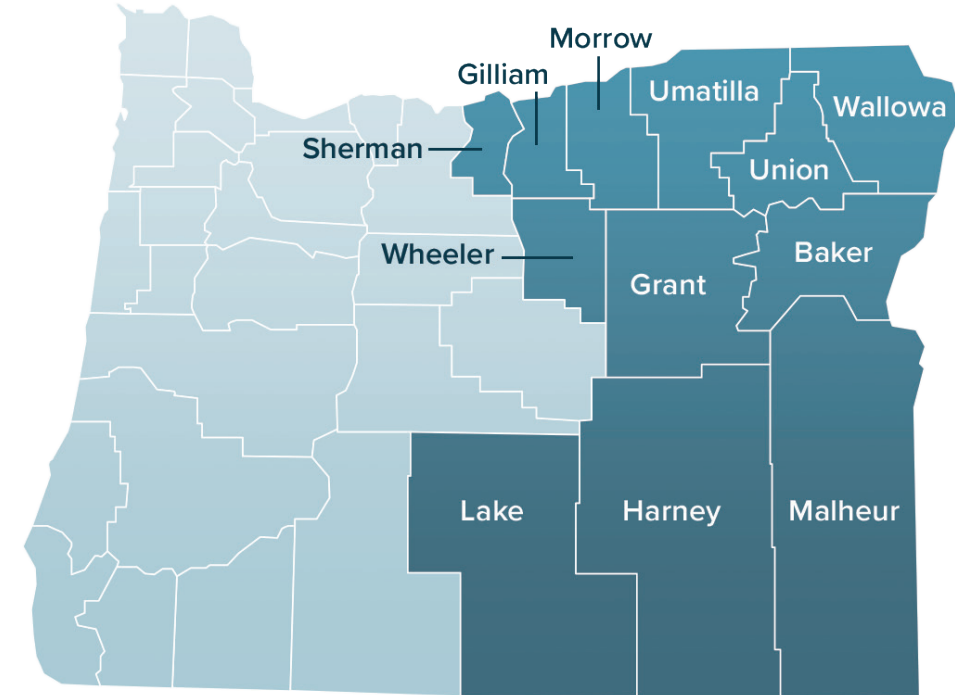 Morrow
Gilliam
Umatilla
Wallowa
Sherman
Union
Wheeler
Baker
Grant
Lake
Harney
Malheur